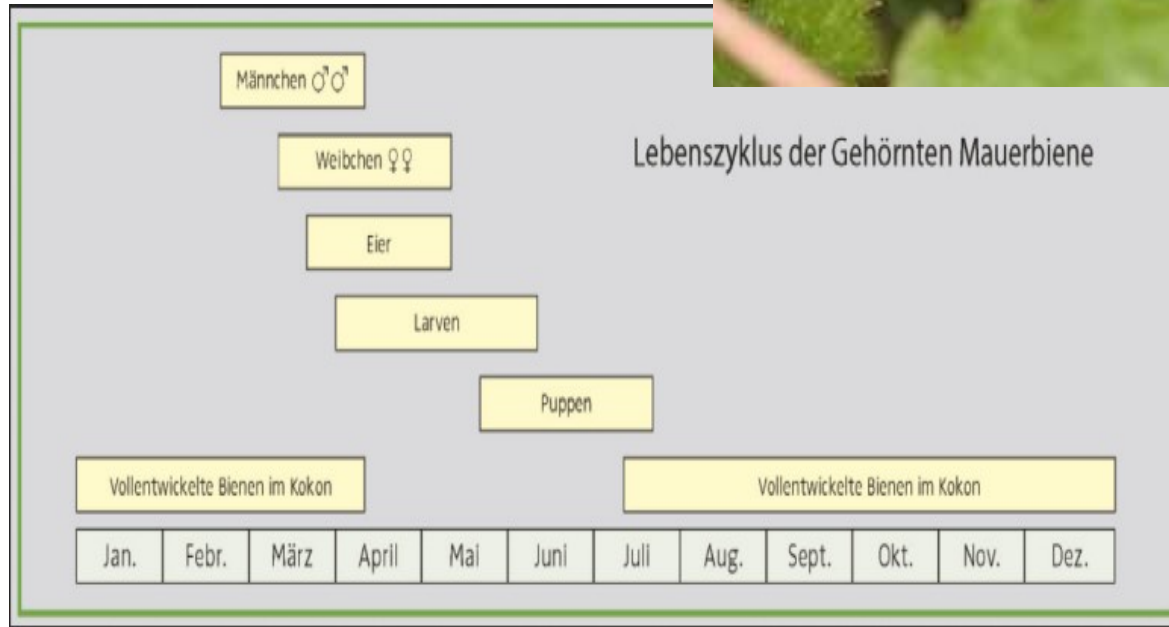 Männchen ♂♂
Weibchen ♀♀
Lebenszyklus der Gehörnten Mauerbiene
Eier
Larven
Puppen
Vollentwickelte Bienen im Kokon
Vollentwickelte Bienen im Kokon
Jan. Febr. März April Mai Juni Juli Aug. Sept. Okt. Nov. Dez.